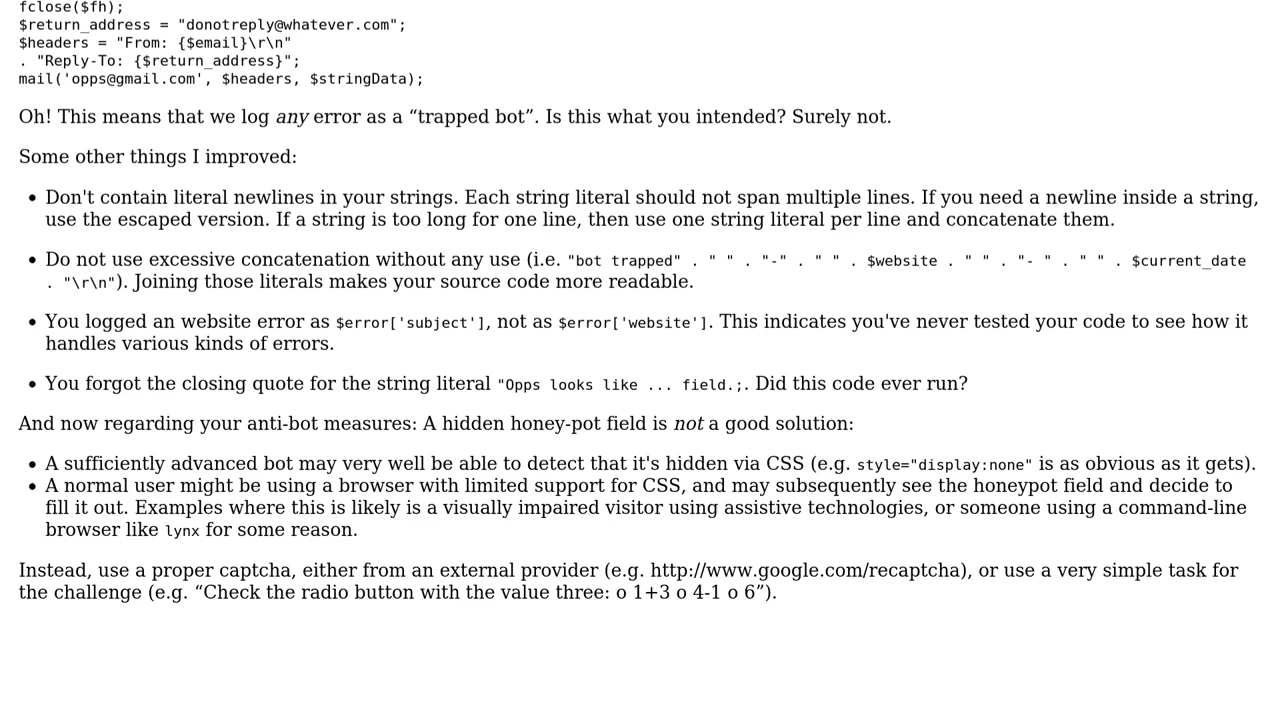 fclose($fh);
$return_address = "donotreply@whatever.com";
$headers = "From: {$email}\r\n"
. "Reply-To: {$return_address}";
mail('opps@gmail.com', $headers, $stringData);
Oh! This means that we log any error as a “trapped bot”. Is this what you intended? Surely not.
Some other things I improved:
• Don't contain literal newlines in your strings. Each string literal should not span multiple lines. If you need a newline inside a string,
use the escaped version. If a string is too long for one line, then use one string literal per line and concatenate them.
• Do not use excessive concatenation without any use (i.e. "bot trapped" . " " . "-" . " " . $website . " " . "- " . " " . $current_date
. "\r\n"). Joining those literals makes your source code more readable.
• You logged an website error as $error['subject'], not as $error['website']. This indicates you've never tested your code to see how it
handles various kinds of errors.
• You forgot the closing quote for the string literal "Opps looks like ... field.;. Did this code ever run?
And now regarding your anti-bot measures: A hidden honey-pot field is not a good solution:
• A sufficiently advanced bot may very well be able to detect that it's hidden via CSS (e.g. style="display:none" is as obvious as it gets).
• A normal user might be using a browser with limited support for CSS, and may subsequently see the honeypot field and decide to
fill it out. Examples where this is likely is a visually impaired visitor using assistive technologies, or someone using a command-line
browser like lynx for some reason.
Instead, use a proper captcha, either from an external provider (e.g. http://www.google.com/recaptcha), or use a very simple task for
the challenge (e.g. “Check the radio button with the value three: o 1+3 o 4-1 o 6”).